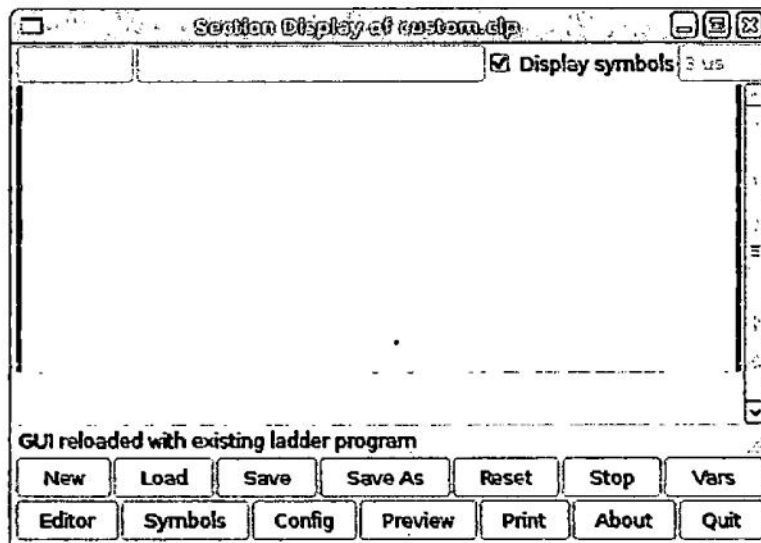 Section Display of custom.clp
Display symbols 3 us
GUI reloaded with existing ladder program
New Load Save Save As Reset Stop Vars
Editor Symbols Config Preview Print About Quit